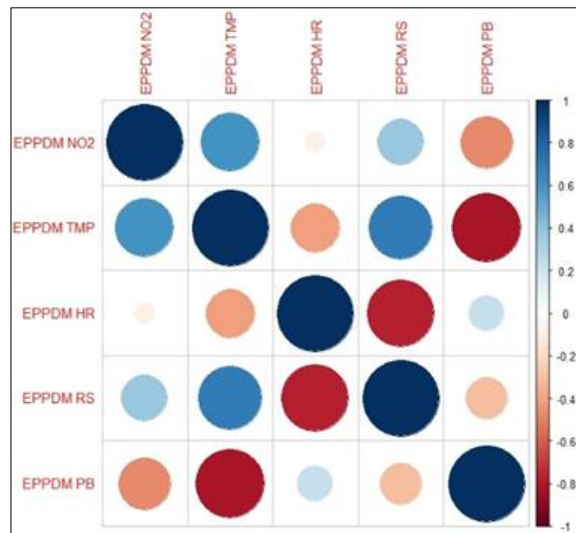 EPPDM NO2
EPPDM TMP
EPPDM HR
EPPDM RS
EPPDM PB
EPPDM NO2
EPPDM TMP
EPPDM HR
EPPDM RS
EPPDM PB
1
0.8
0.6
0.4
0.2
0
-0.2
-0.4
-0.6
-0.8
-1